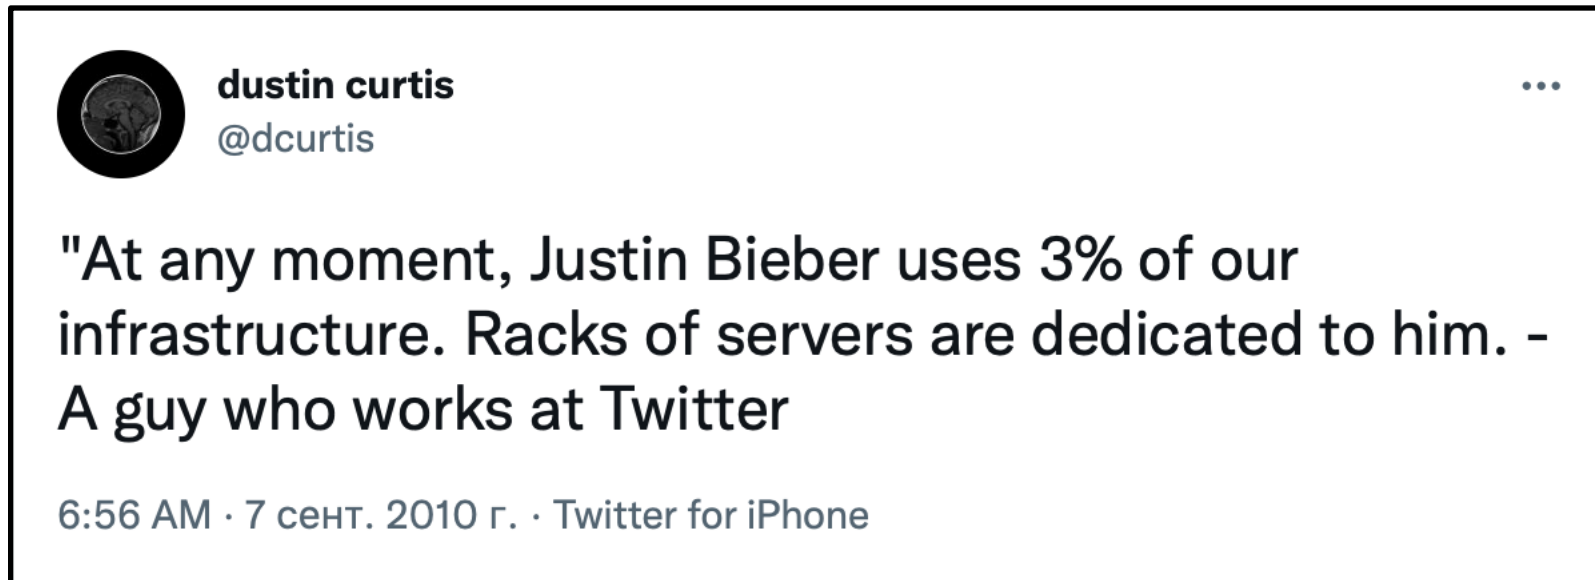 dustin curtis
@dcurtis
"At any moment, Justin Bieber uses 3% of our
infrastructure. Racks of servers are dedicated to him. -
A guy who works at Twitter
6:56 AM · 7 сент. 2010 г. · Twitter for iPhone